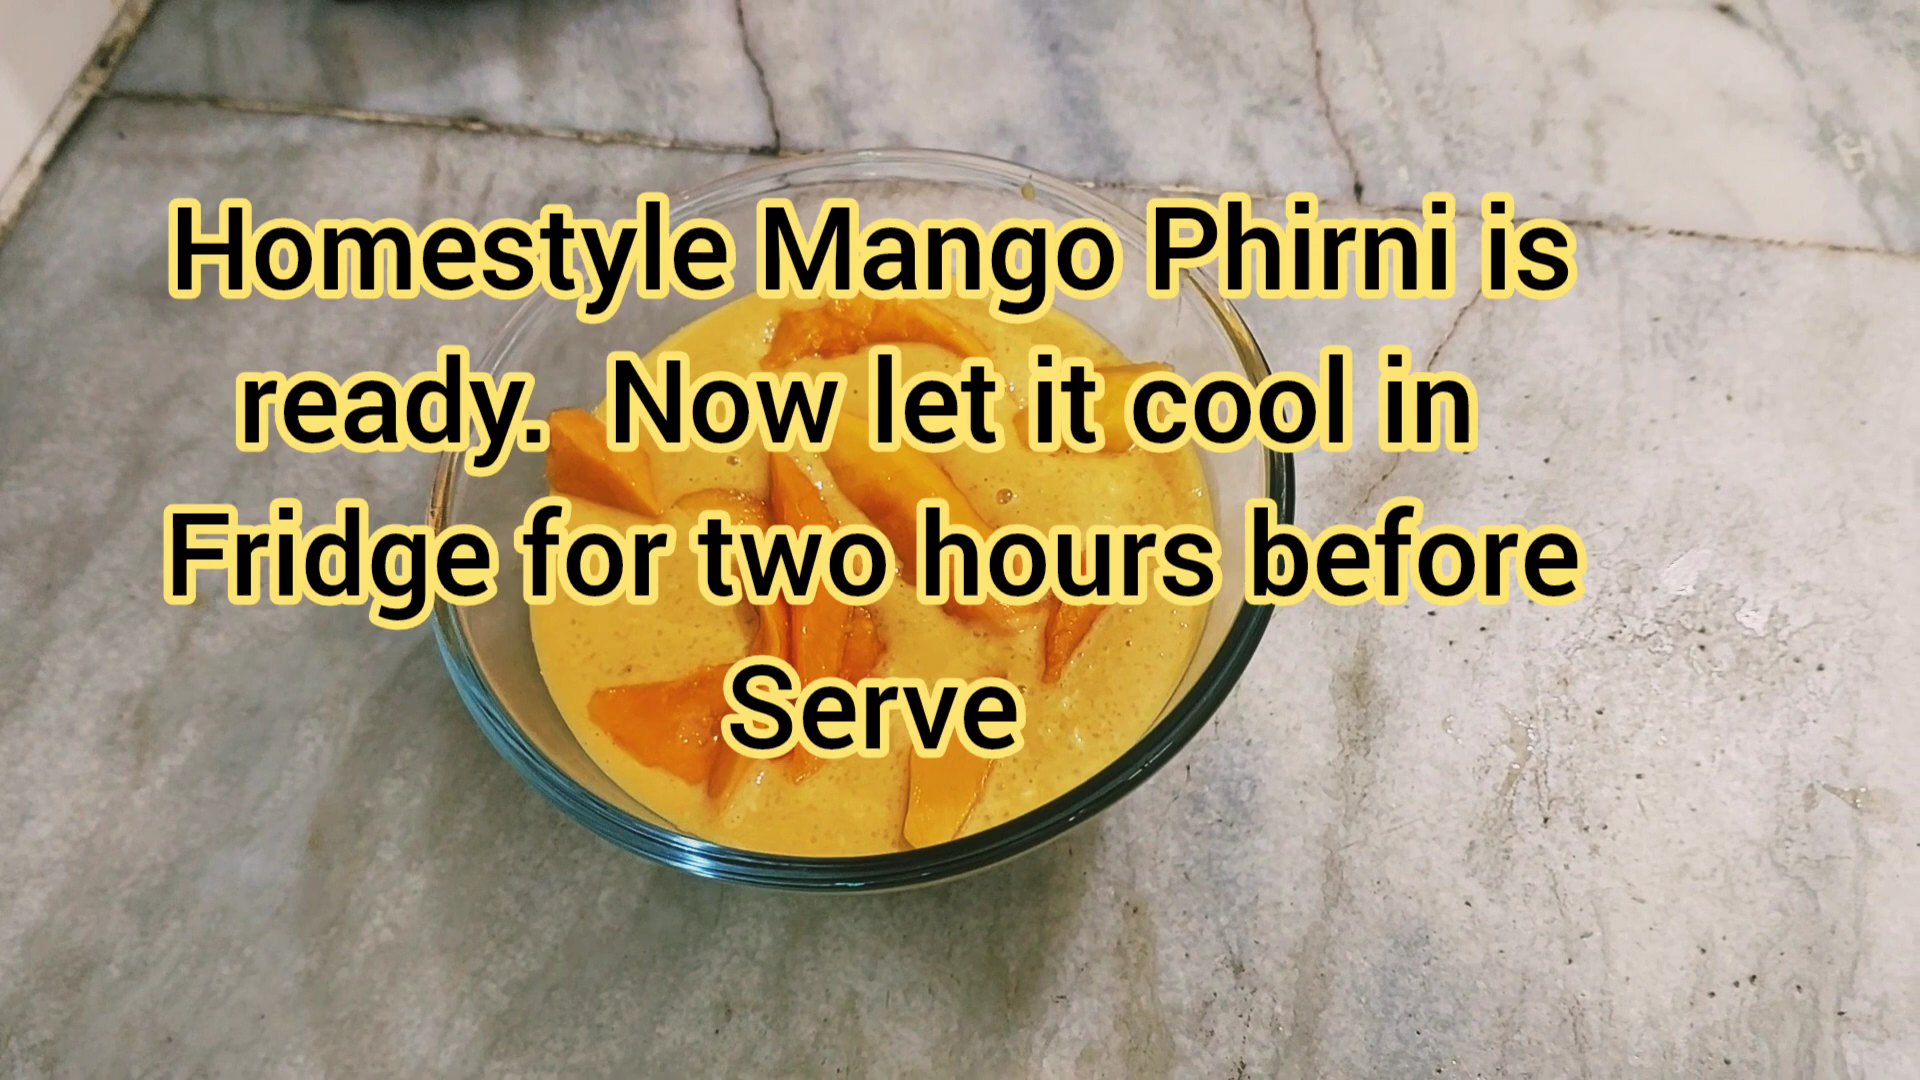 Homestyle Mango Phirni is
ready.  Now let it cool in
Fridge for two hours before
Serve